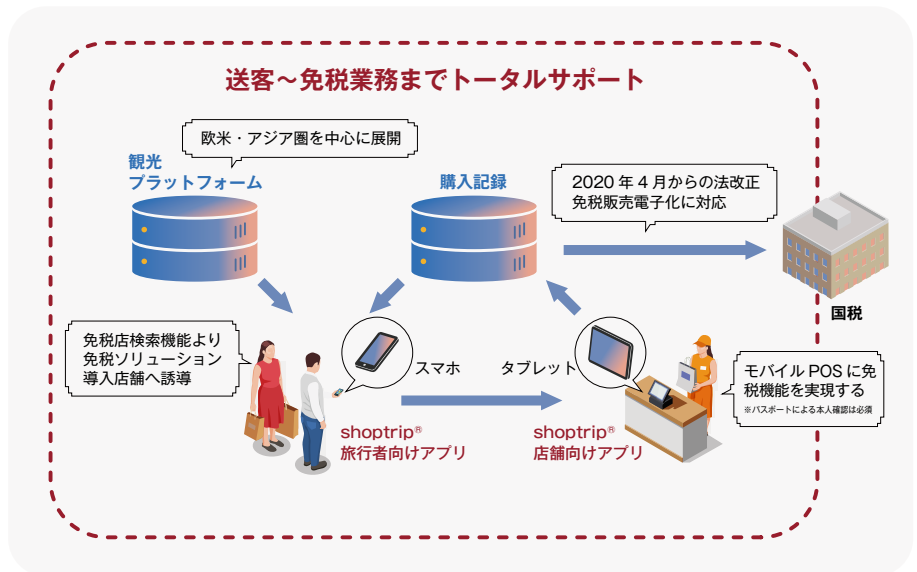 送客～免税業務までトータルサポート
欧米・アジア圏を中心に展開
観光
プラットフォーム
購入記録
2020年4月からの法改正
免税販売電子化に対応
国税
免税店検索機能より
免税ソリューション
導入店舗へ誘導
スマホ
タブレット
モバイルPOSに免
税機能を実現する
※パスポートによる本人確認は必須
shoptrip®
旅行者向けアプリ
shoptrip®
店舗向けアプリ